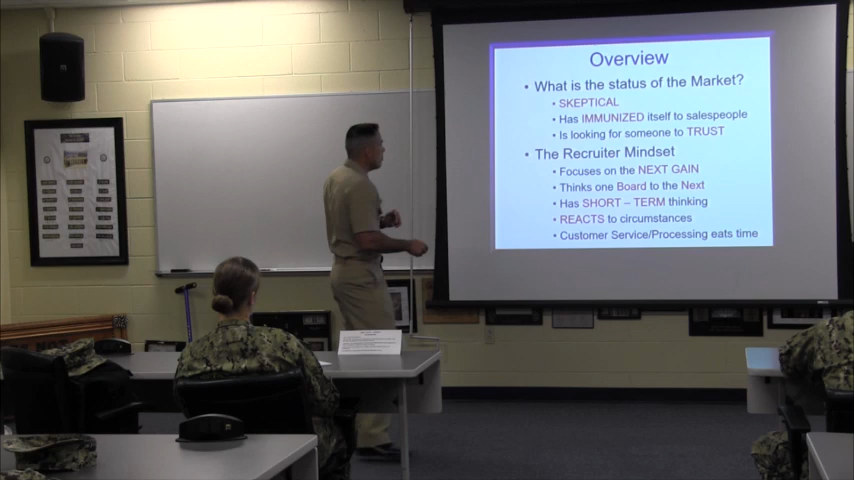 Overview
• What is the status of the Market?
• SKEPTICAL
• Has IMMUNIZED itself to salespeople
• Is looking for someone to TRUST
• The Recruiter Mindset
• Focuses on the NEXT GAIN
• Thinks one Board to the Next
• Has SHORT – TERM thinking
• REACTS to circumstances
• Customer Service/Processing eats time